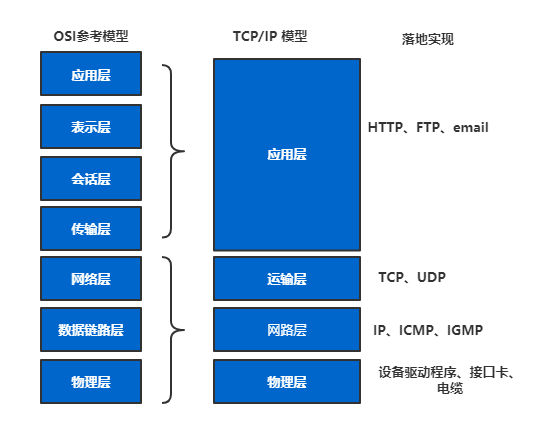 OSI参考模型
TCP/IP 模型
落地实现
应用层
表示层
会话层
传输层
网络层
数据链路层
物理层
应用层
运输层
网路层
物理层
HTTP、FTP、email
TCP、UDP
IP、ICMP、IGMP
设备驱动程序、接口卡、
电缆